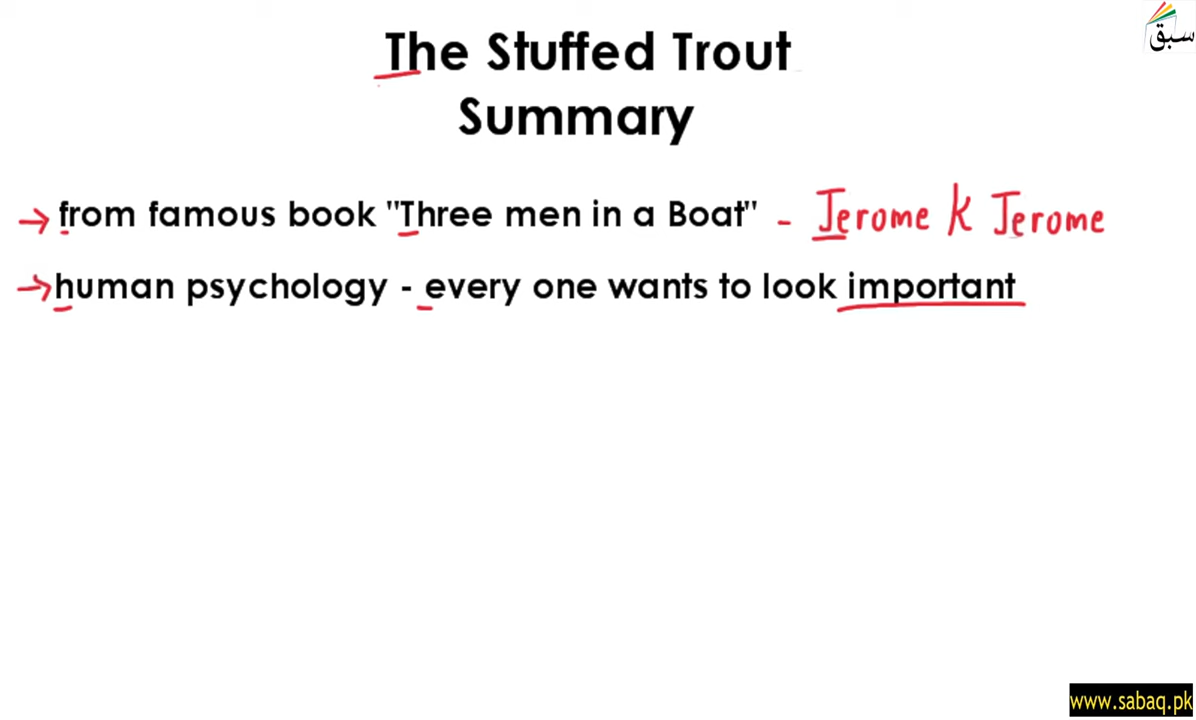 سبق
The Stuffed Trout
Summary
from famous book "Three men in a Boat" - Jerome K Jerome
human psychology - every one wants to look important
www.sabaq.pk